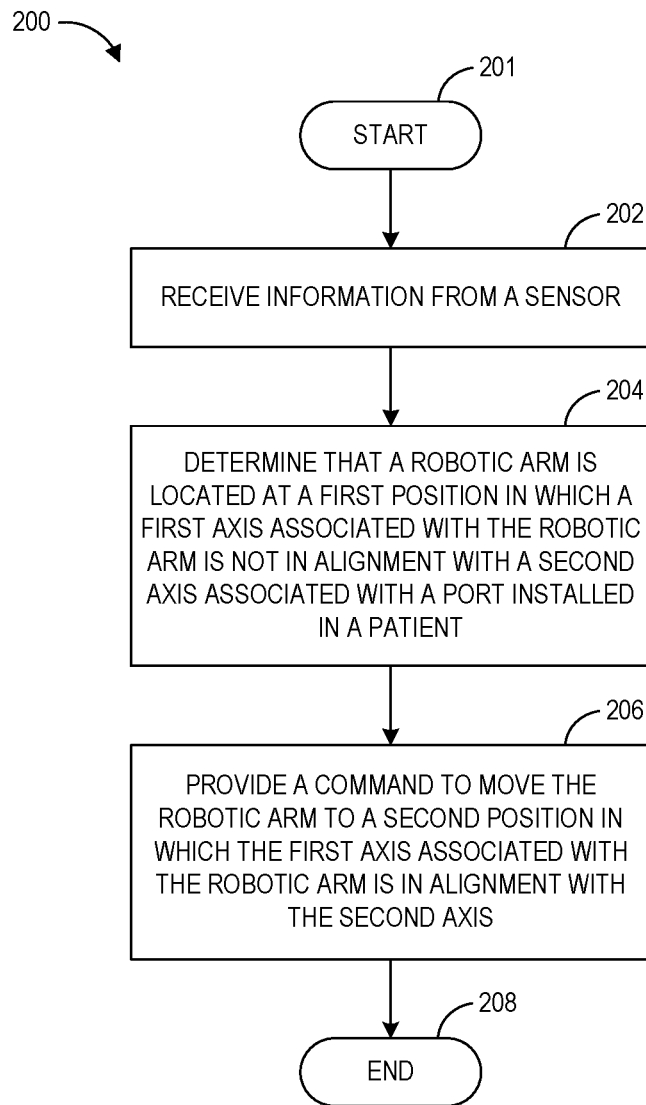 200
201
START
202
RECEIVE INFORMATION FROM A SENSOR
204
DETERMINE THAT A ROBOTIC ARM IS
LOCATED AT A FIRST POSITION IN WHICH A
FIRST AXIS ASSOCIATED WITH THE ROBOTIC
ARM IS NOT IN ALIGNMENT WITH A SECOND
AXIS ASSOCIATED WITH A PORT INSTALLED
IN A PATIENT
206
PROVIDE A COMMAND TO MOVE THE
ROBOTIC ARM TO A SECOND POSITION IN
WHICH THE FIRST AXIS ASSOCIATED WITH
THE ROBOTIC ARM IS IN ALIGNMENT WITH
THE SECOND AXIS
208
END